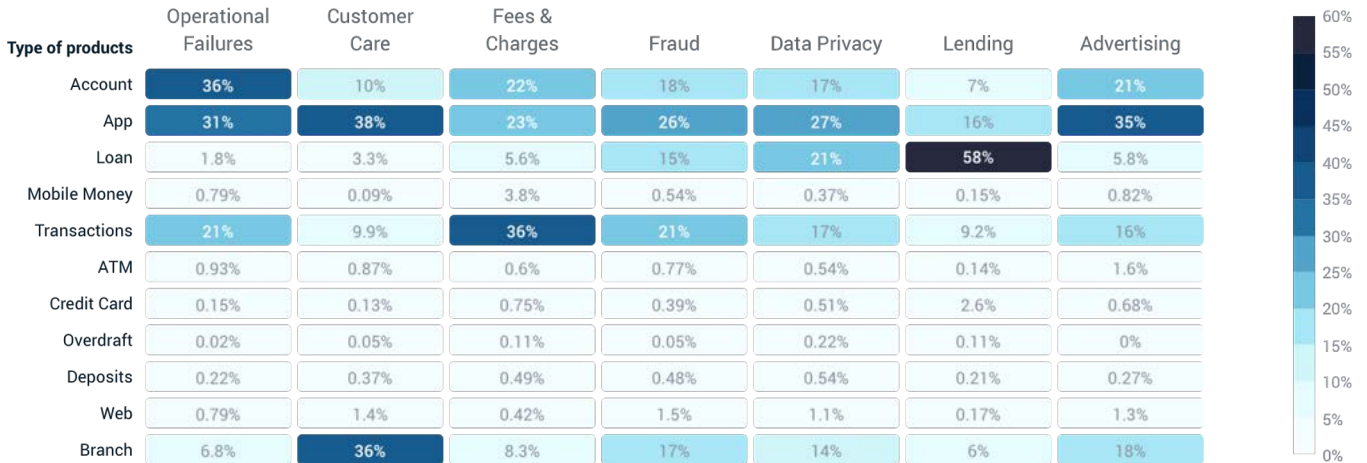 Operational Failures Customer Care Fees & Charges Fraud Data Privacy Lending Advertising
Type of products
Account 36% 10% 22% 18% 17% 7% 21%
App 31% 38% 23% 26% 27% 16% 35%
Loan 1.8% 3.3% 5.6% 15% 21% 58% 5.8%
Mobile Money 0.79% 0.09% 3.8% 0.54% 0.37% 0.15% 0.82%
Transactions 21% 9.9% 36% 21% 17% 9.2% 16%
ATM 0.93% 0.87% 0.6% 0.77% 0.54% 0.14% 1.6%
Credit Card 0.15% 0.13% 0.75% 0.39% 0.51% 2.6% 0.68%
Overdraft 0.02% 0.05% 0.11% 0.05% 0.22% 0.11% 0%
Deposits 0.22% 0.37% 0.49% 0.48% 0.54% 0.21% 0.27%
Web 0.79% 1.4% 0.42% 1.5% 1.1% 0.17% 1.3%
Branch 6.8% 36% 8.3% 17% 14% 6% 18%
60%
55%
50%
45%
40%
35%
30%
25%
20%
15%
10%
5%
0%